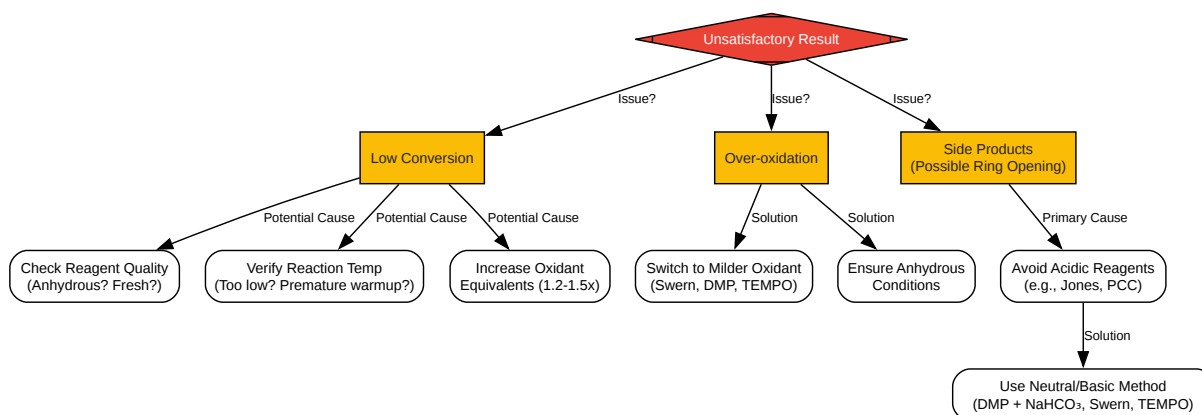 Unsatisfactory Result
Issue?
Issue?
Issue?
Low Conversion
Over-oxidation
Side Products
(Possible Ring Opening)
Potential Cause
Potential Cause
Potential Cause
Solution
Solution
Primary Cause
Check Reagent Quality
(Anhydrous? Fresh?)
Verify Reaction Temp
(Too low? Premature warmup?)
Increase Oxidant
Equivalents (1.2-1.5x)
Switch to Milder Oxidant
(Swern, DMP, TEMPO)
Ensure Anhydrous
Conditions
Avoid Acidic Reagents
(e.g., Jones, PCC)
Solution
Use Neutral/Basic Method
(DMP + NaHCO₃, Swern, TEMPO)